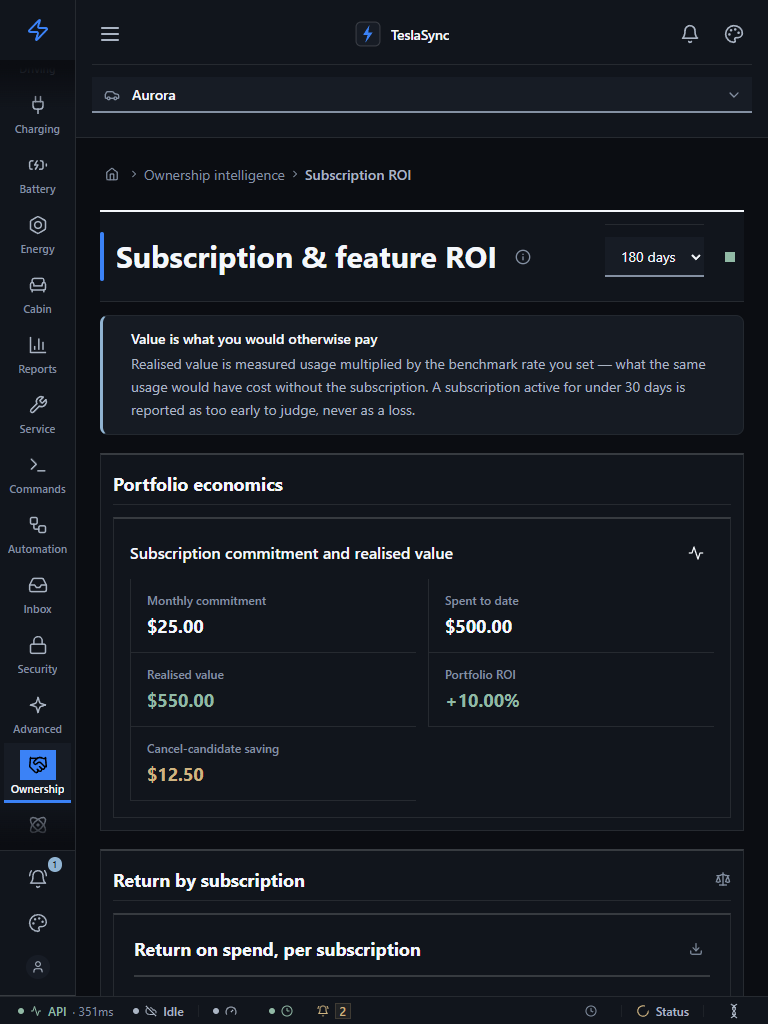 TeslaSync
Aurora
Driving
Charging
Battery
Energy
Cabin
Reports
Service
Commands
Automation
Inbox
Security
Advanced
Ownership
1
Ownership intelligence
Subscription ROI
Subscription & feature ROI
180 days
Value is what you would otherwise pay
Realised value is measured usage multiplied by the benchmark rate you set — what the same
usage would have cost without the subscription. A subscription active for under 30 days is
reported as too early to judge, never as a loss.
Portfolio economics
Subscription commitment and realised value
Monthly commitment
$25.00
Spent to date
$500.00
Realised value
$550.00
Portfolio ROI
+10.00%
Cancel-candidate saving
$12.50
Return by subscription
Return on spend, per subscription
API · 351ms
Idle
2
Status